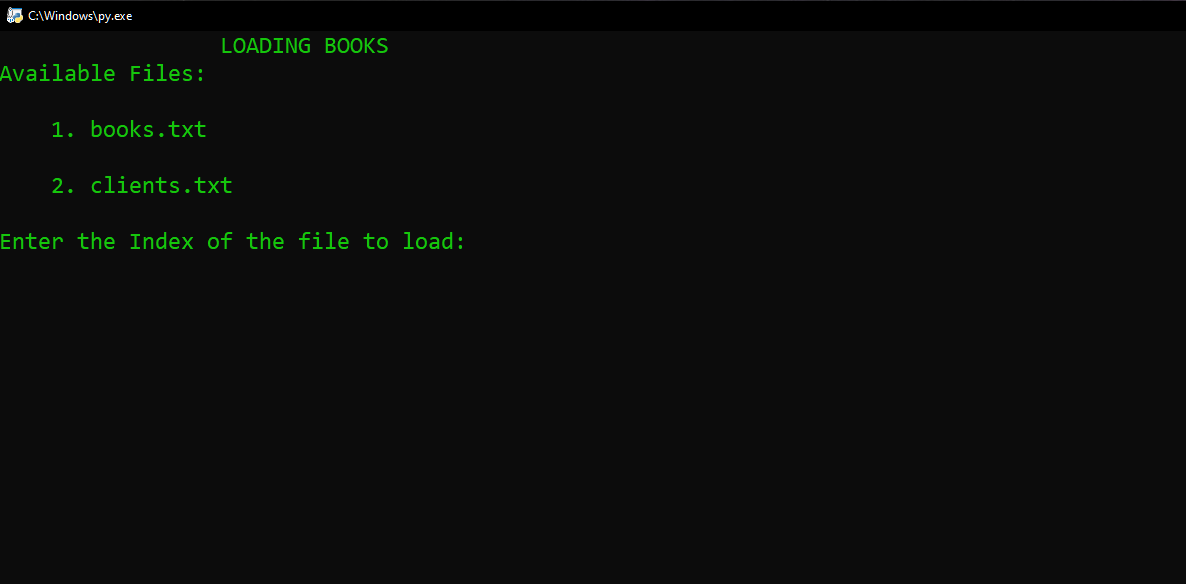 C:\Windows\py.exe
LOADING BOOKS
Available Files:
1. books.txt
2. clients.txt
Enter the Index of the file to load: